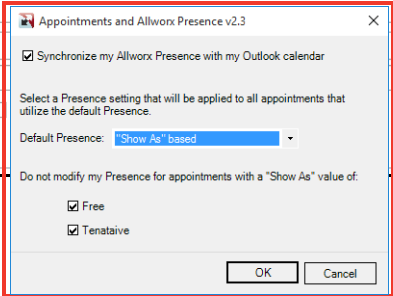 Appointments and Allworx Presence v2.3
Synchronize my Allworx Presence with my Outlook calendar
Select a Presence setting that will be applied to all appointments that
utilize the default Presence.
Default Presence: "Show As" based
Do not modify my Presence for appointments with a "Show As" value of:
Free
Tenataive
OK Cancel